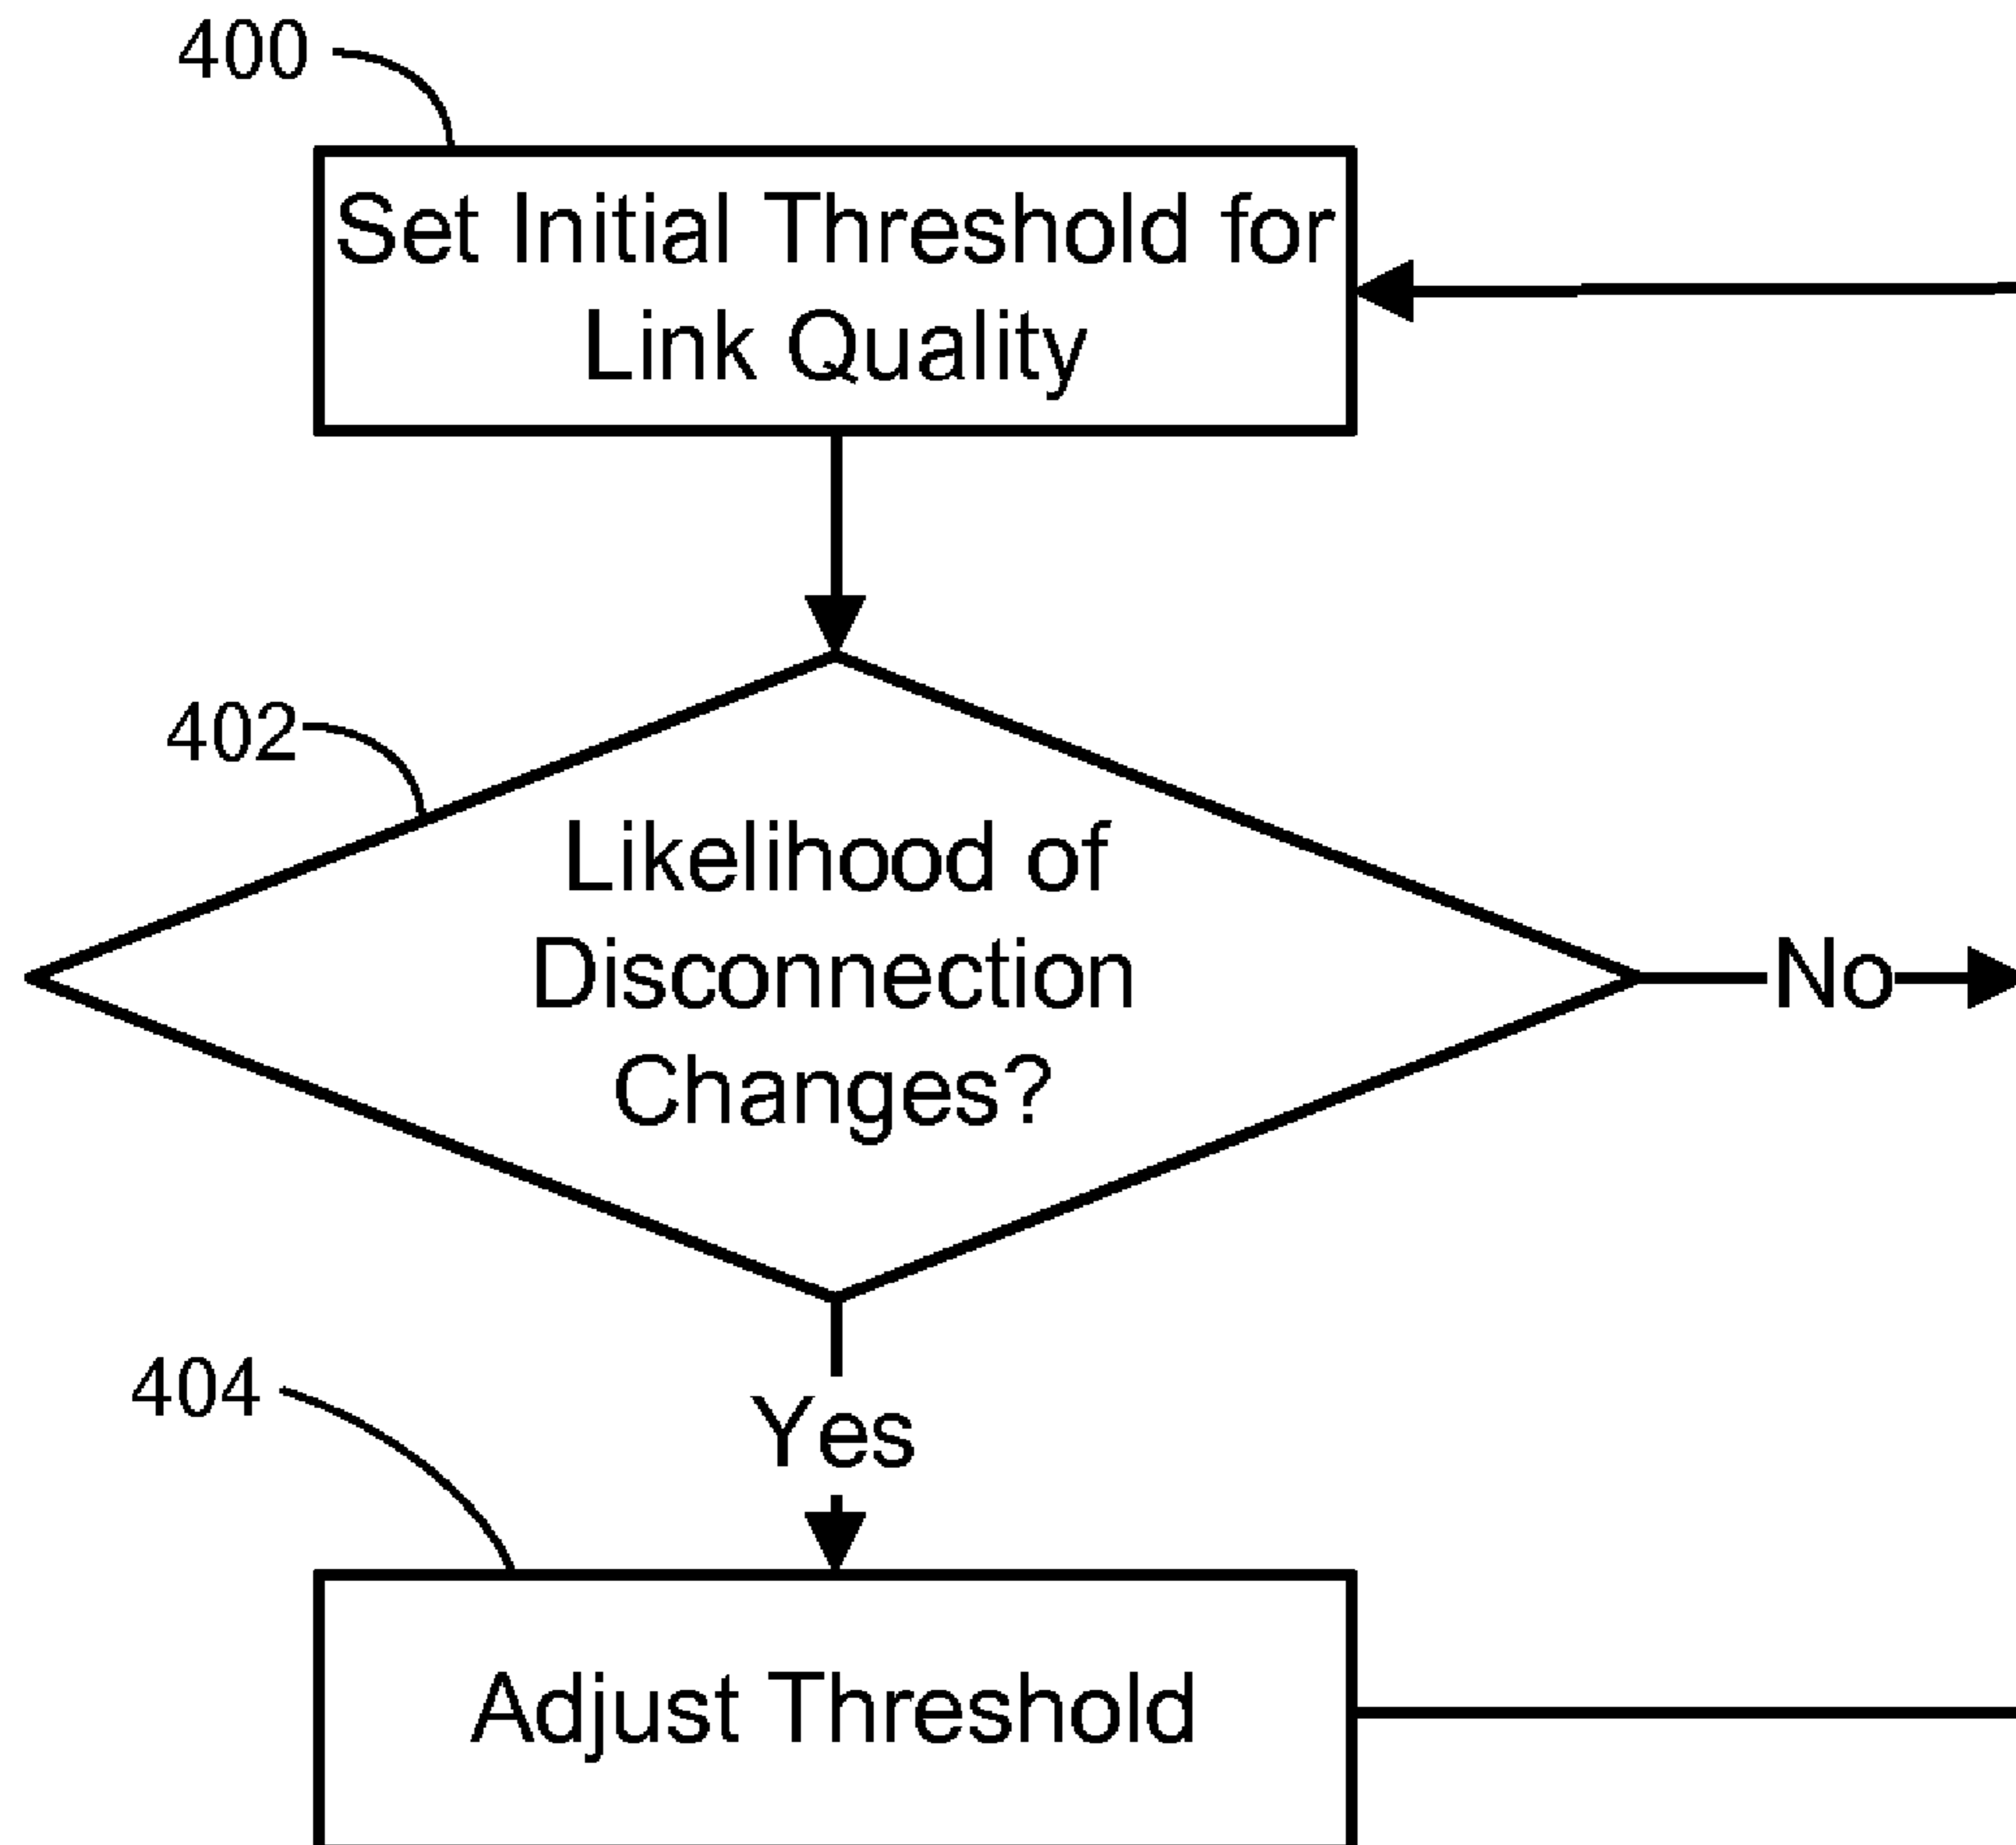 400
Set Initial Threshold for
Link Quality
402
Likelihood of
Disconnection
Changes?
No
Yes
404
Adjust Threshold